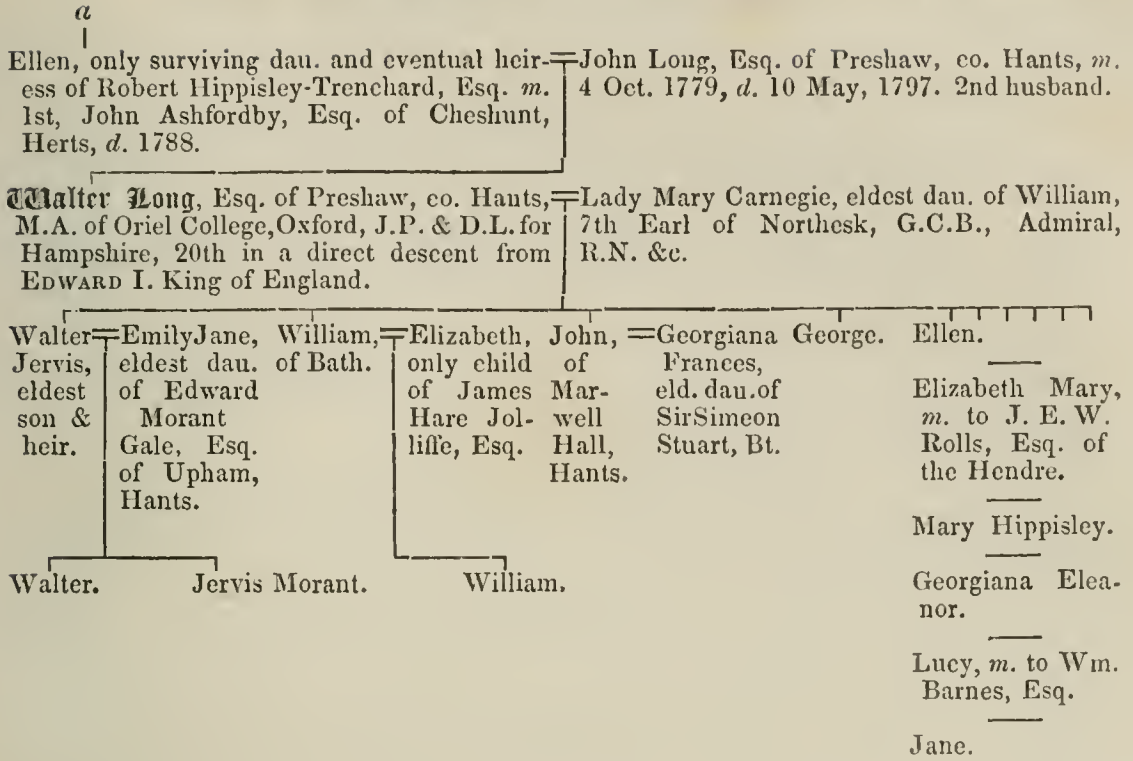 a
Ellen, only surviving dau. and eventual heir-
ess of Robert Hippisley-Trenchard, Esq. m.
1st, John Ashfordby, Esq. of Cheshunt,
Herts, d. 1788.
John Long, Esq. of Preshaw, co. Hants, m.
4 Oct. 1779, d. 10 May, 1797. 2nd husband.
Walter Long, Esq. of Preshaw, co. Hants,
M.A. of Oriel College, Oxford, J.P. & D.L. for
Hampshire, 20th in a direct descent from
EDWARD I. King of England.
Lady Mary Carnegie, eldest dau. of William,
7th Earl of Northesk, G.C.B., Admiral,
R.N. &c.
Walter
Jervis,
eldest
son &
heir.
Emily Jane,
eldest dau.
of Edward
Morant
Gale, Esq.
of Upham,
Hants.
William,
of Bath.
Elizabeth,
only child
of James
Hare Jol-
liffe, Esq.
John,
of
Mar-
well
Hall,
Hants.
Georgiana
Frances,
eld. dau. of
Sir Simeon
Stuart, Bt.
George.
Ellen.
Elizabeth Mary,
m. to J. E. W.
Rolls, Esq. of
the Hendre.
Mary Hippisley.
Georgiana Elea-
nor.
Lucy, m. to Wm.
Barnes, Esq.
Jane.
Walter.
Jervis Morant.
William.